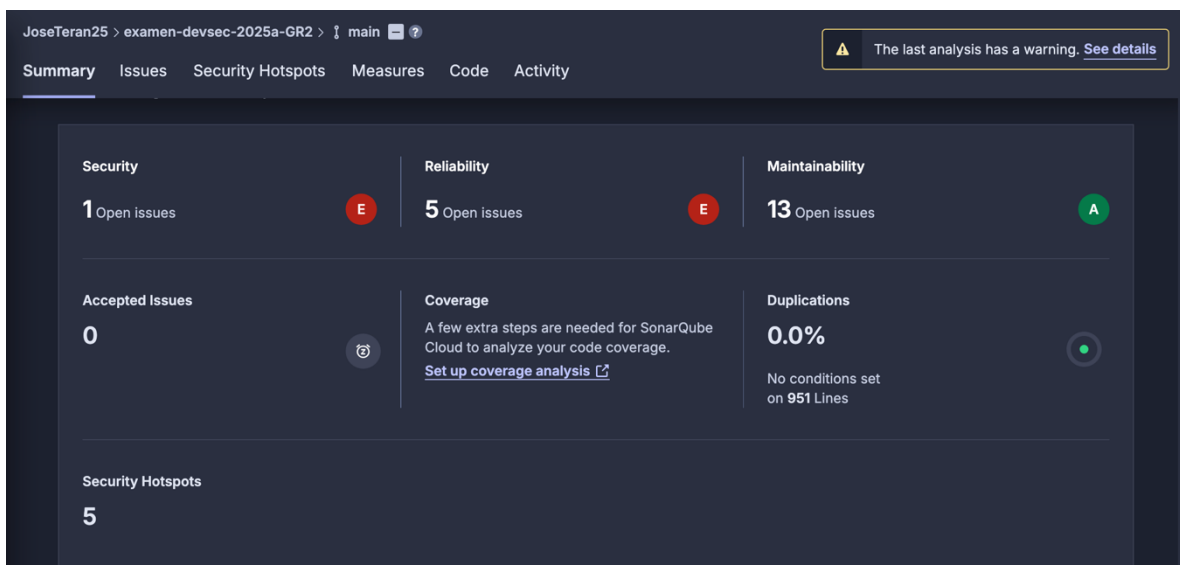 JoseTeran25 > examen-devsec-2025a-GR2 > main ?
The last analysis has a warning. See details
Summary Issues Security Hotspots Measures Code Activity
Security
1 Open issues
E
Reliability
5 Open issues
E
Maintainability
13 Open issues
A
Accepted Issues
0
Coverage
A few extra steps are needed for SonarQube
Cloud to analyze your code coverage.
Set up coverage analysis
Duplications
0.0%
No conditions set
on 951 Lines
Security Hotspots
5